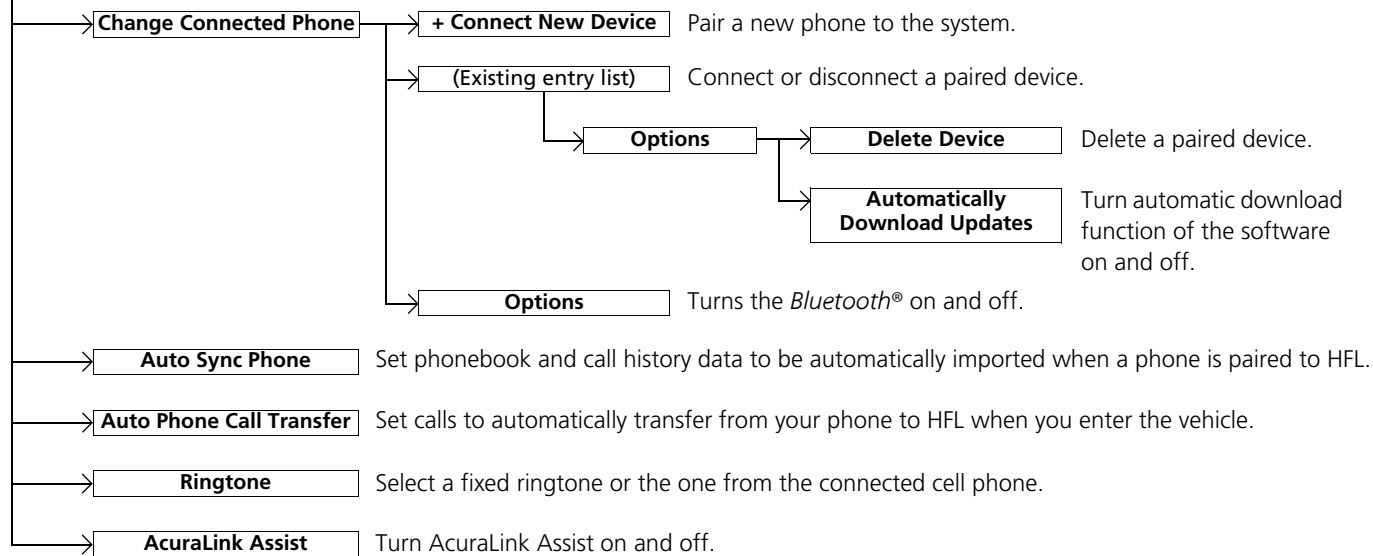 Change Connected Phone
+ Connect New Device
Pair a new phone to the system.
(Existing entry list)
Connect or disconnect a paired device.
Options
Delete Device
Delete a paired device.
Automatically
Download Updates
Turn automatic download
function of the software
on and off.
Options
Turns the Bluetooth® on and off.
Auto Sync Phone
Set phonebook and call history data to be automatically imported when a phone is paired to HFL.
Auto Phone Call Transfer
Set calls to automatically transfer from your phone to HFL when you enter the vehicle.
Ringtone
Select a fixed ringtone or the one from the connected cell phone.
AcuraLink Assist
Turn AcuraLink Assist on and off.